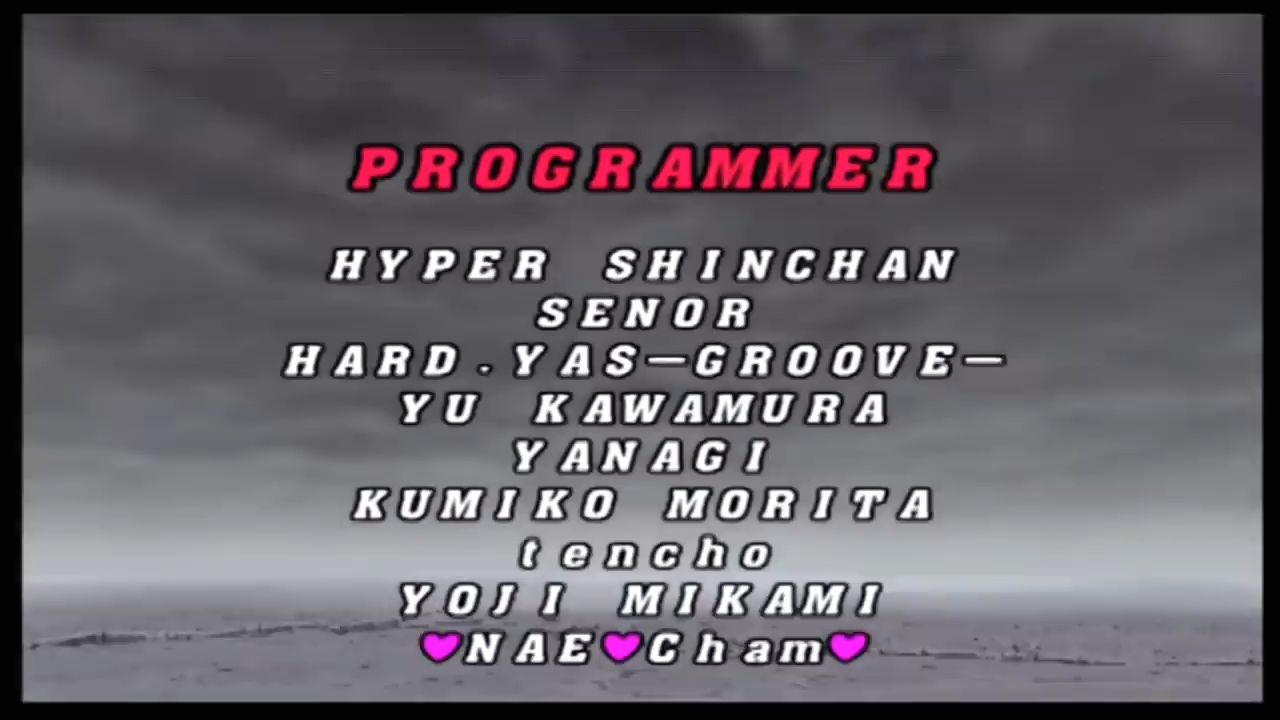 PROGRAMMER
HYPER SHINCHAN
SENOR
HARD.YAS—GROOVE—
YU KAWAMURA
YANAGI
KUMIKO MORITA
tencho
YOJI MIKAMI
♥NAE♥Cham♥